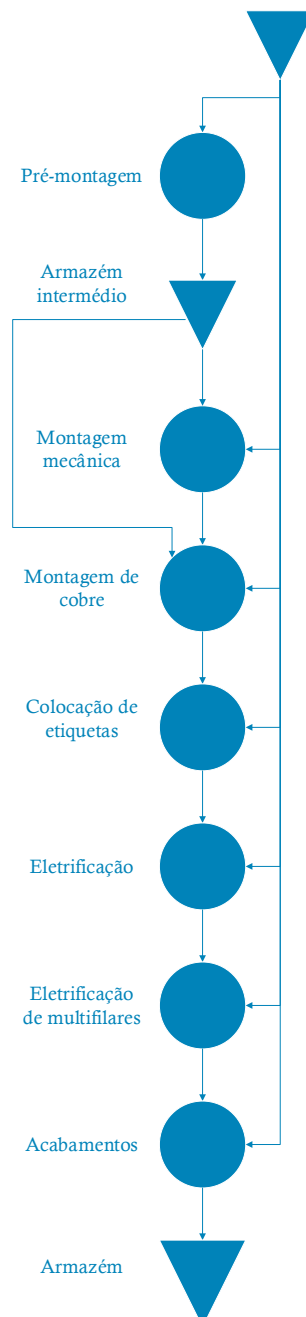 Pré-montagem
Armazém
intermédio
Montagem
mecânica
Montagem de
cobre
Colocação de
etiquetas
Eletrificação
Eletrificação
de multifilares
Acabamentos
Armazém